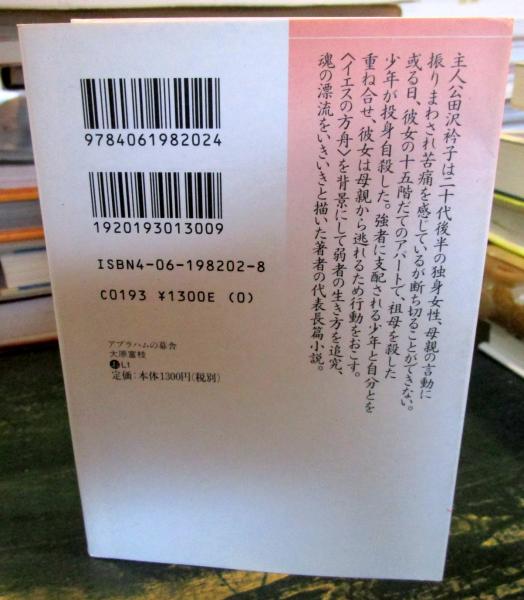 主人公田沢衿子は二十代後半の独身女性、母親の言動に
振りまわされ苦痛を感じているが断ち切ることができない。
或る日、彼女の十五階だてのアパートで、祖母を殺した
少年が投身自殺した。強者に支配される少年と自分とを
重ね合せ、彼女は母親から逃れるため行動をおこす。
〈イエスの方舟〉を背景にして弱者の生き方を追究、
魂の漂流をいきいきと描いた著者の代表長篇小説。
9784061982024
1920193013009
ISBN4-06-198202-8
C0193 ¥1300E (0)
アブラハムの幕舎
大原富枝
L1
定価：本体1300円(税別)